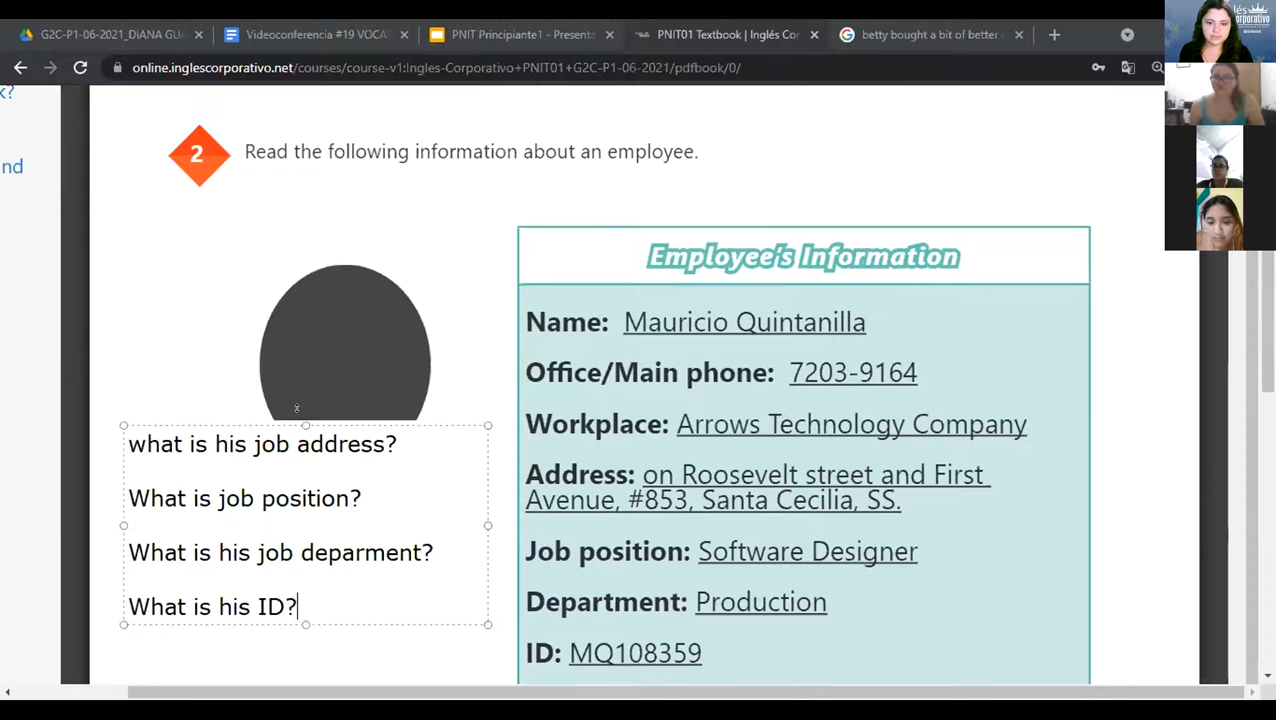 G2C-P1-06-2021_DIANA GUA
Videoconferencia #19 VOCA
PNIT Principiante1 - Presenta
PNIT01 Textbook | Inglés Cor
betty bought a bit of better
online.inglescorporativo.net/courses/course-v1:Ingles-Corporativo+PNIT01+G2C-P1-06-2021/pdfbook/0/
lés
orporativo
k?
nd
2
Read the following information about an employee.
Employee's Information
Name: Mauricio Quintanilla
Office/Main phone: 7203-9164
Workplace: Arrows Technology Company
Address: on Roosevelt street and First
Avenue, #853, Santa Cecilia, SS.
Job position: Software Designer
Department: Production
ID: MQ108359
what is his job address?
What is job position?
What is his job deparment?
What is his ID?